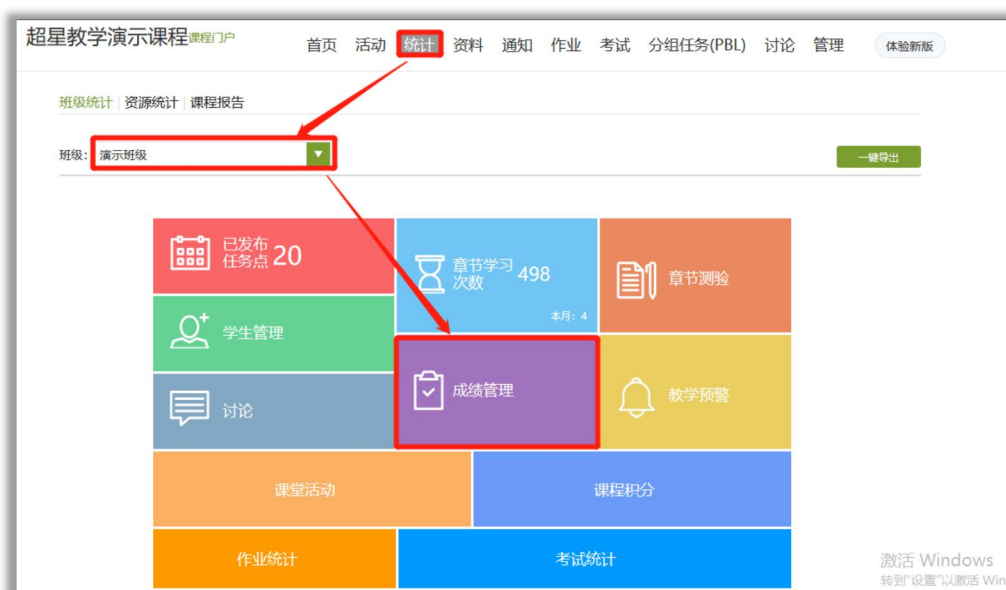 超星教学演示课程课程门户
首页 活动 统计 资料 通知 作业 考试 分组任务(PBL) 讨论 管理 体验新版
班级统计 资源统计 课程报告
班级: 演示班级
一键导出
已发布
任务点 20
章节学习
次数 498
本月: 4
章节测验
学生管理
成绩管理
教学预警
讨论
课堂活动
课程积分
作业统计
考试统计
激活 Windows
转到"设置"以激活 Win